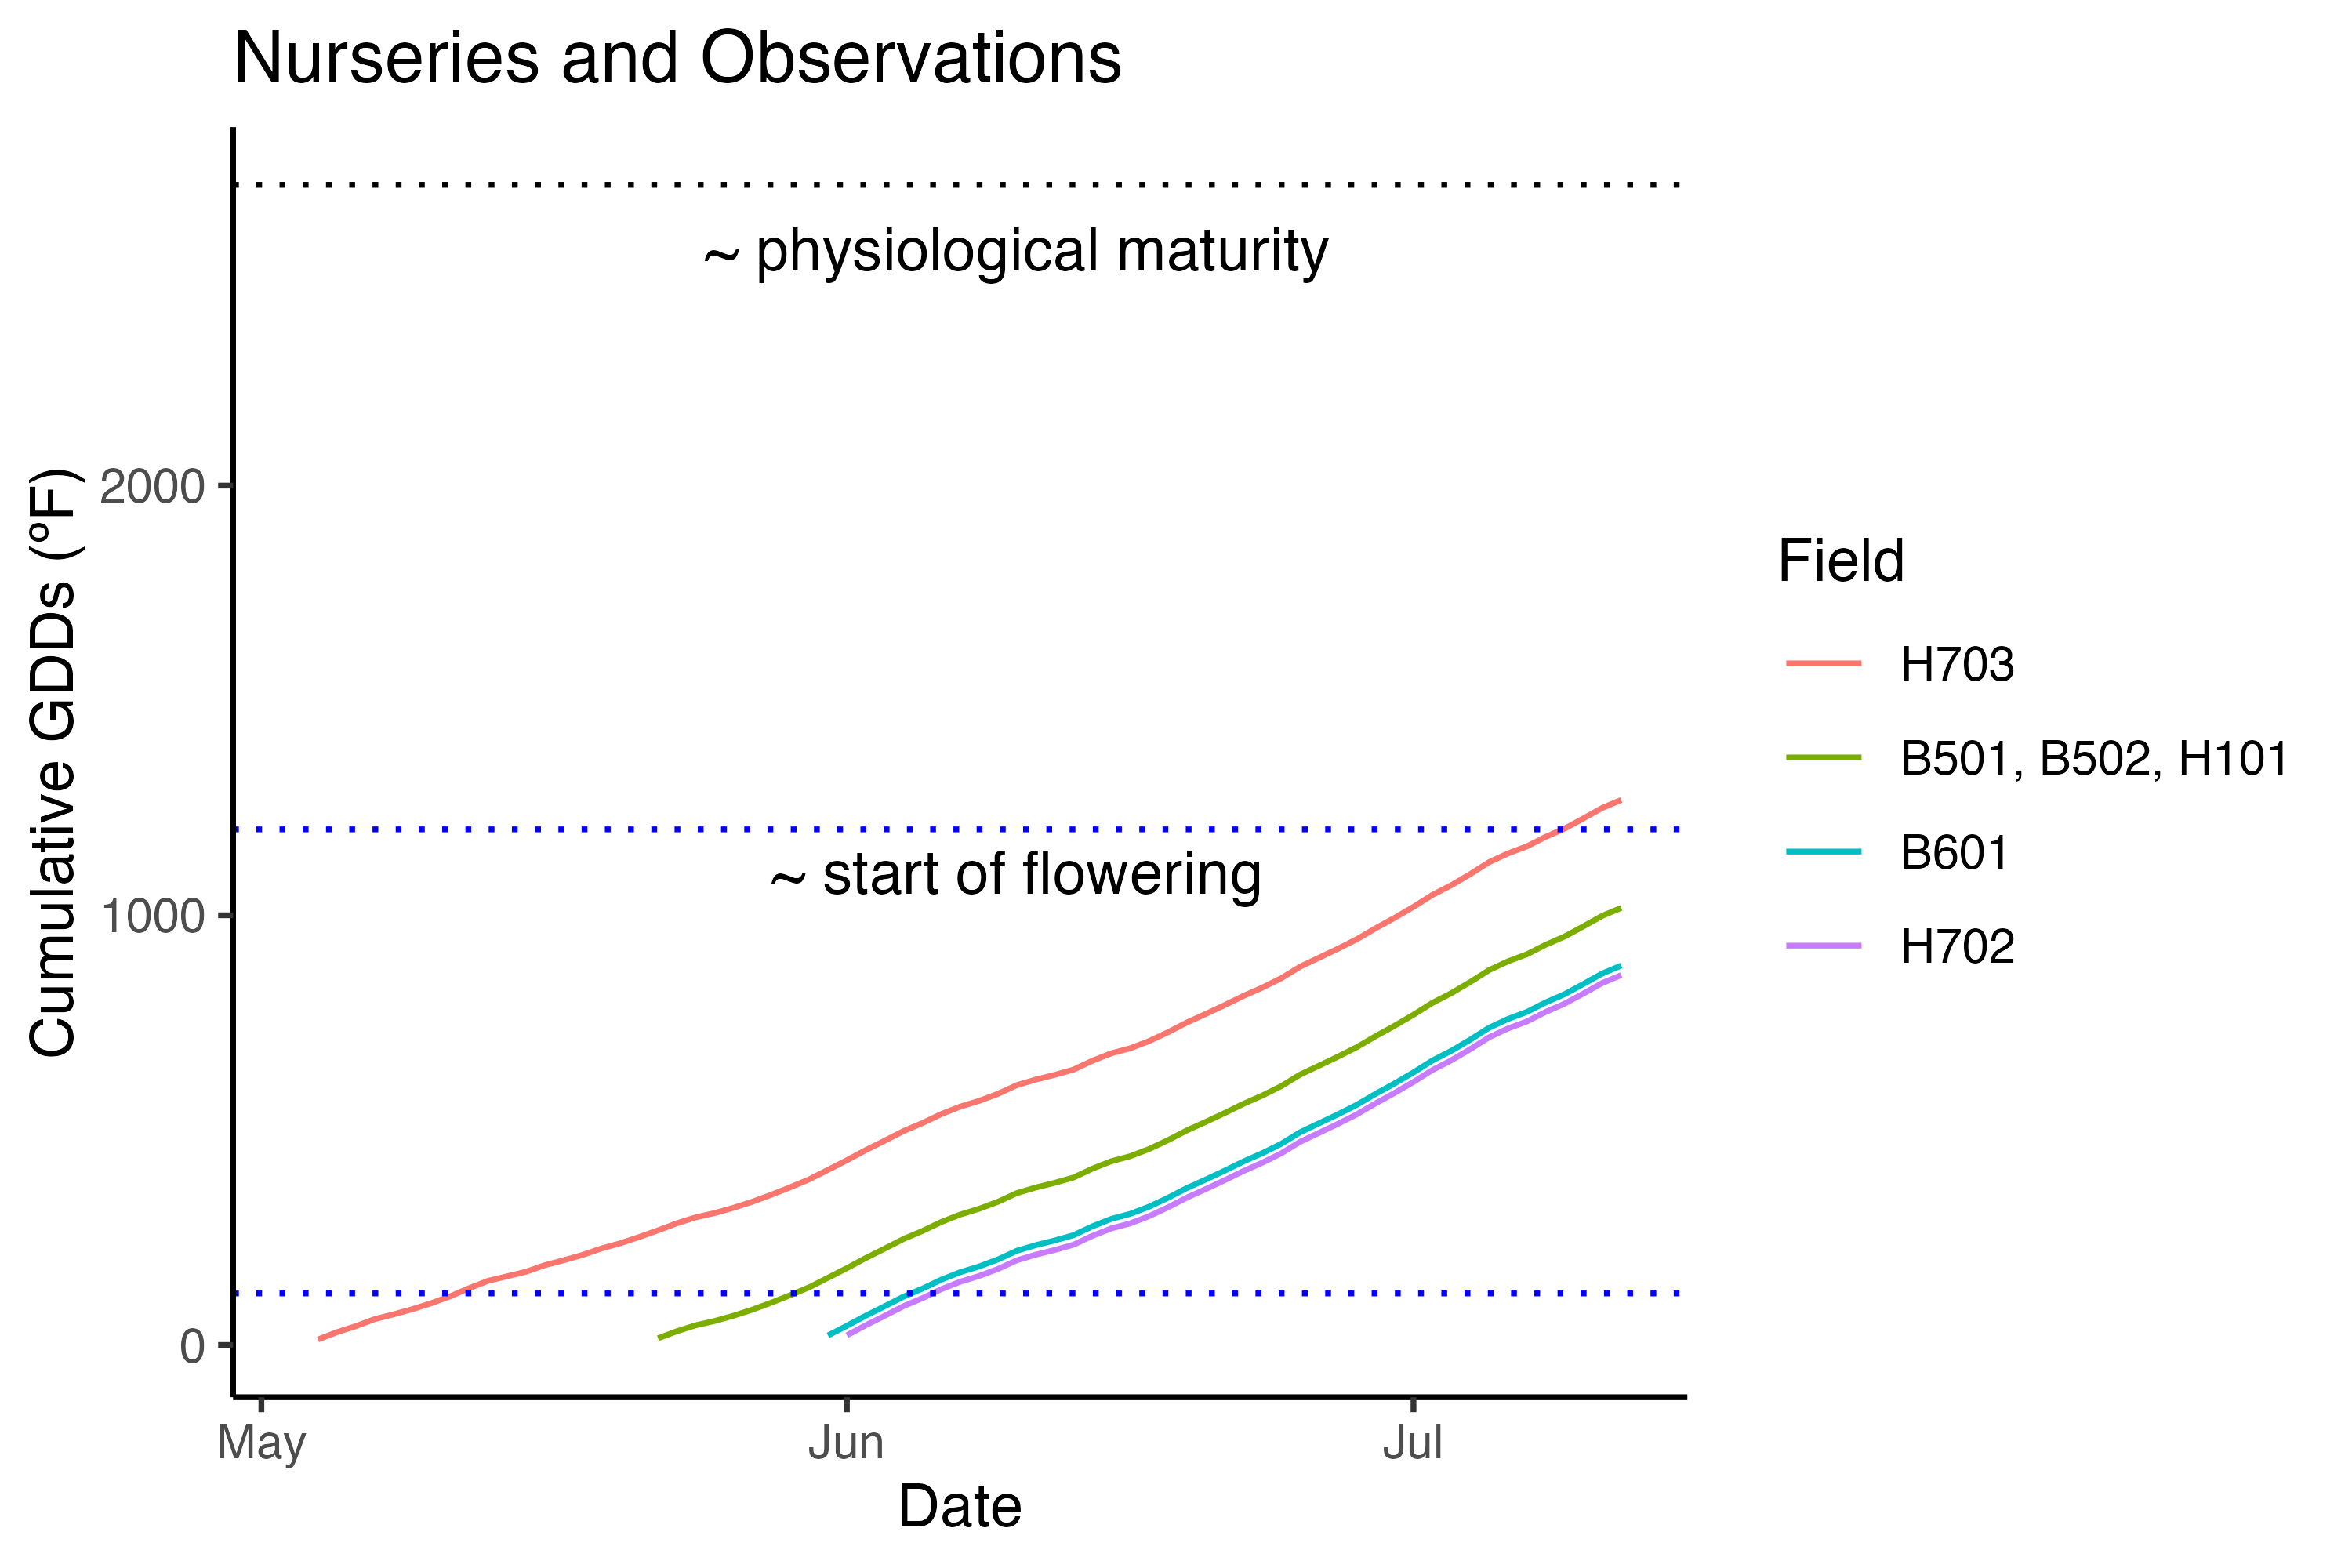 Nurseries and Observations
~ physiological maturity
2000
Cumulative GDDs (°F)
~ start of flowering
1000
0
May
Jun
Jul
Date
Field
H703
B501, B502, H101
B601
H702